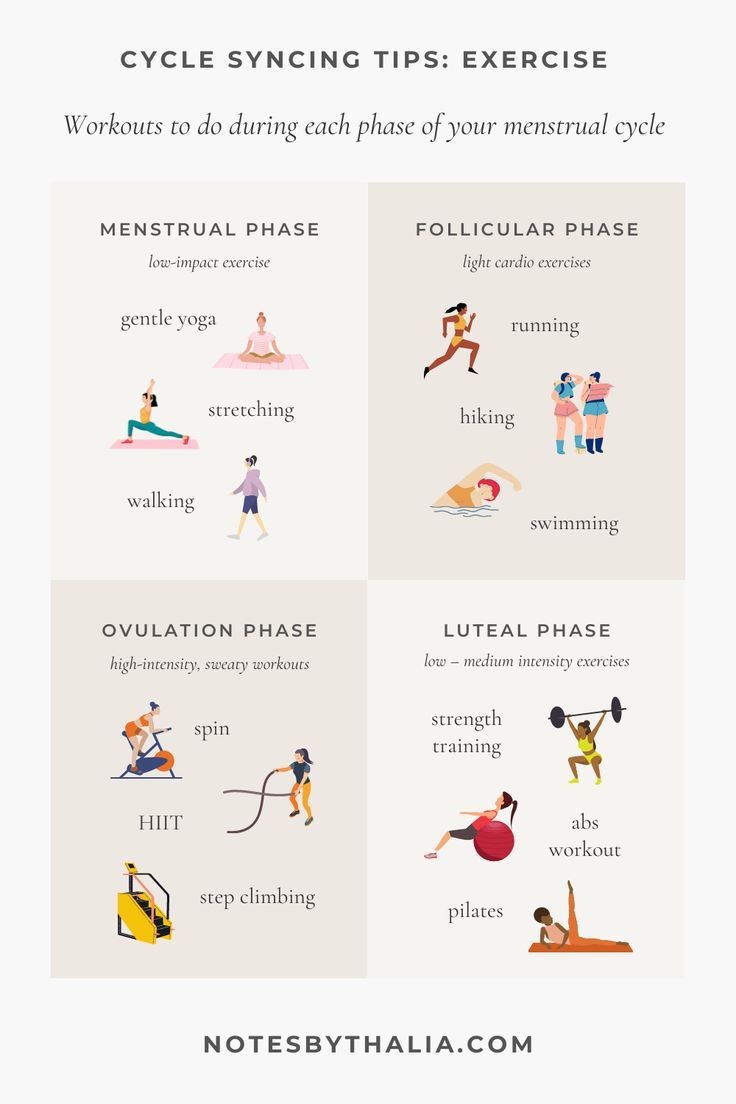 CYCLE SYNCING TIPS: EXERCISE
Workouts to do during each phase of your menstrual cycle
MENSTRUAL PHASE
low-impact exercise
gentle yoga
stretching
walking
FOLLICULAR PHASE
light cardio exercises
running
hiking
swimming
OVULATION PHASE
high-intensity, sweaty workouts
spin
HIIT
step climbing
LUTEAL PHASE
low – medium intensity exercises
strength
training
abs
workout
pilates
NOTESBYTHALIA.COM